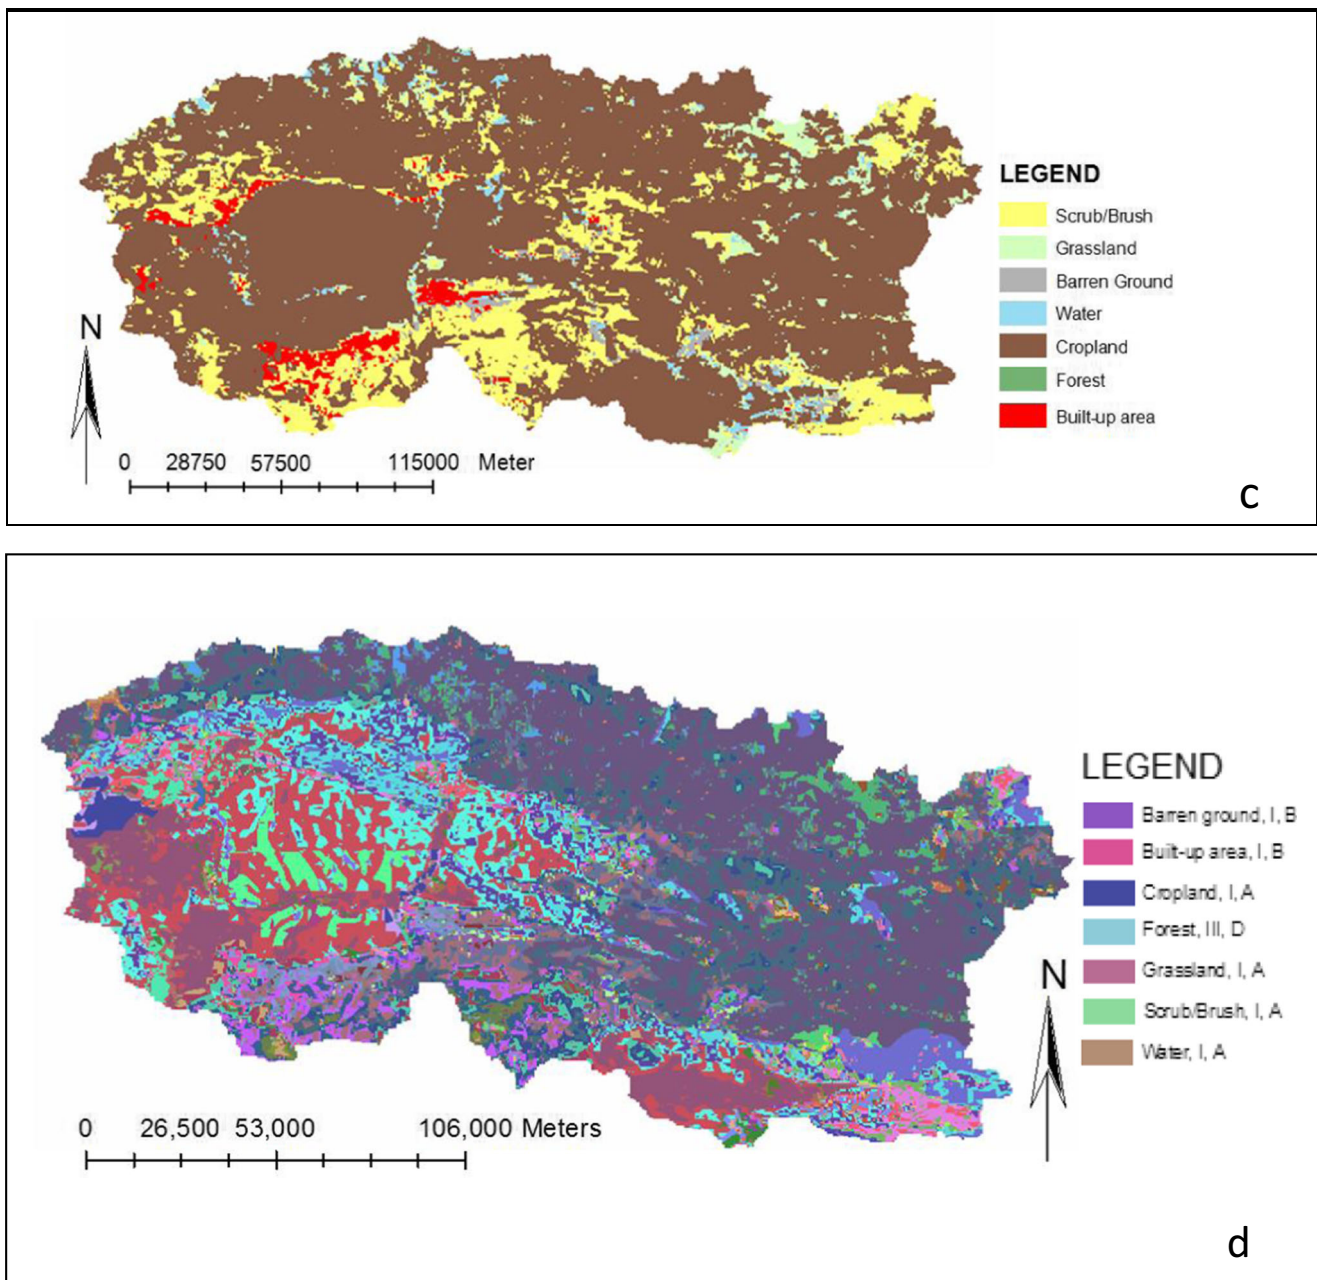 LEGEND
Scrub/Brush
Grassland
Barren Ground
Water
Cropland
Forest
Built-up area
N
0 28750 57500 115000 Meter
c
LEGEND
Barren ground, I, B
Built-up area, I, B
Cropland, I, A
Forest, III, D
Grassland, I, A
Scrub/Brush, I, A
Water, I, A
N
0 26,500 53,000 106,000 Meters
d